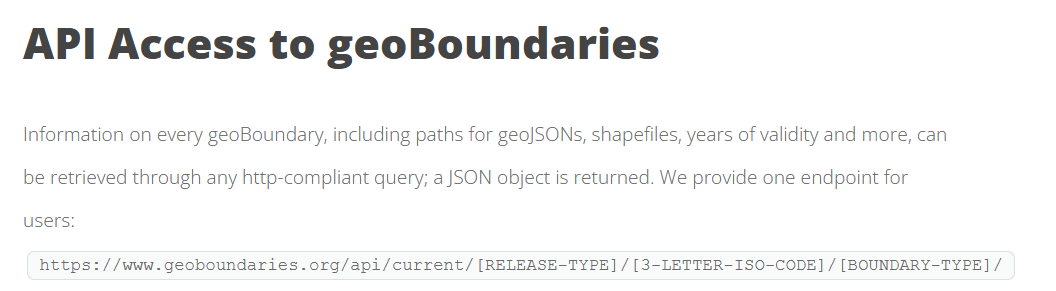 API Access to geoBoundaries
Information on every geoBoundary, including paths for geoJSONs, shapefiles, years of validity and more, can
be retrieved through any http-compliant query; a JSON object is returned. We provide one endpoint for
users:
https://www.geoboundaries.org/api/current/[RELEASE-TYPE]/[3-LETTER-ISO-CODE]/[BOUNDARY-TYPE]/